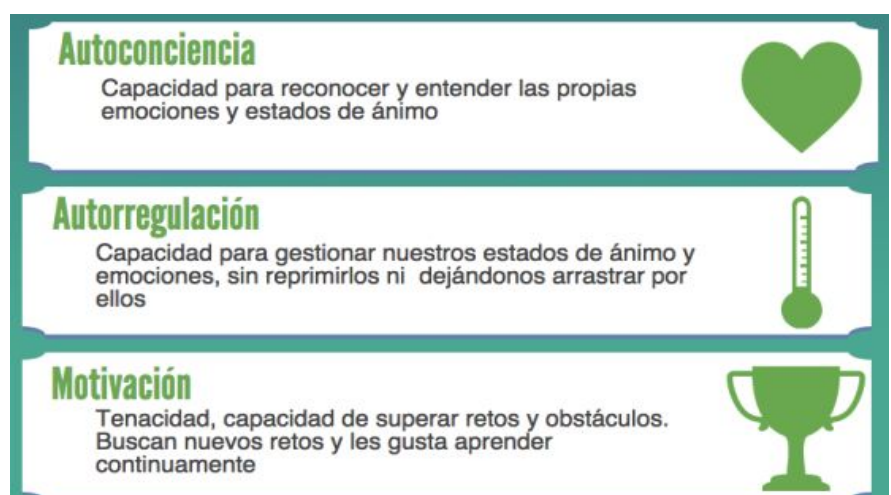 Autoconciencia
Capacidad para reconocer y entender las propias
emociones y estados de ánimo
Autorregulación
Capacidad para gestionar nuestros estados de ánimo y
emociones, sin reprimirlos ni  dejándonos arrastrar por
ellos
Motivación
Tenacidad, capacidad de superar retos y obstáculos.
Buscan nuevos retos y les gusta aprender
continuamente